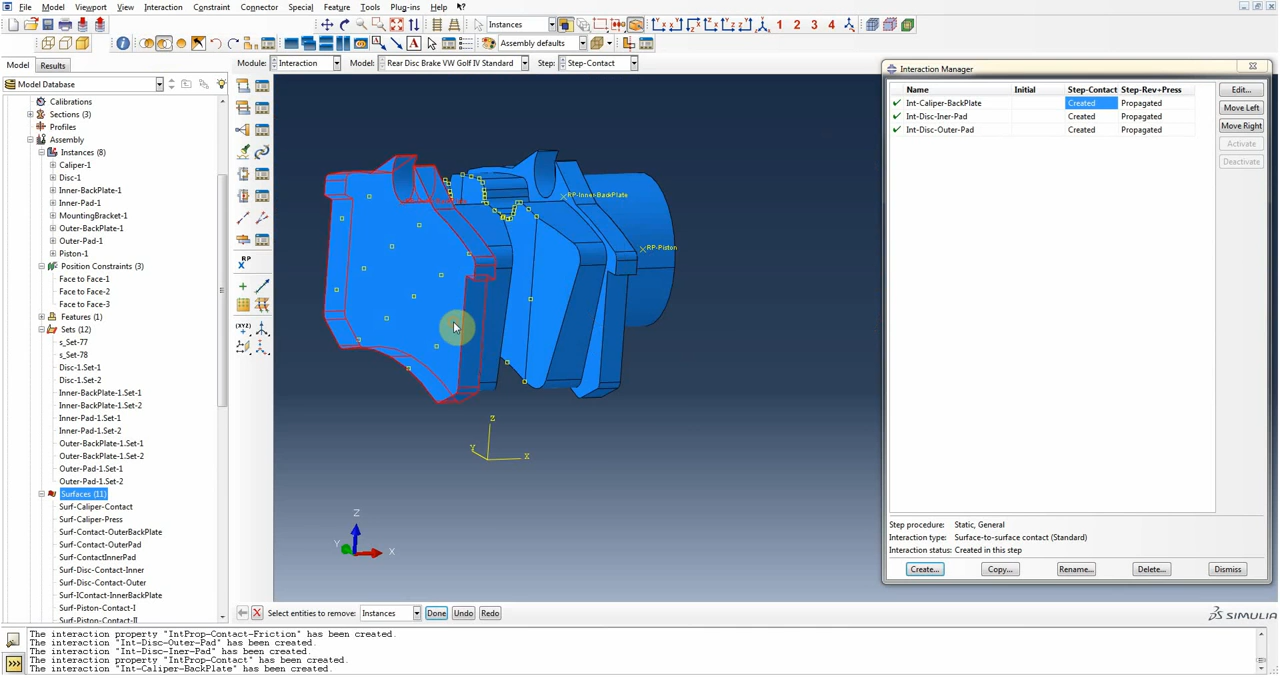 File Model Viewport View Interaction Constraint Connector Special Feature Tools Plug-ins Help
Instances
1 2 3 4
Assembly defaults
Model Results
Module: Interaction Model: Rear Disc Brake VW Golf IV Standard Step: Step-Contact
Model Database
Calibrations
Sections (3)
Profiles
Assembly
Instances (8)
Caliper-1
Disc-1
Inner-BackPlate-1
Inner-Pad-1
MountingBracket-1
Outer-BackPlate-1
Outer-Pad-1
Piston-1
Position Constraints (3)
Face to Face-1
Face to Face-2
Face to Face-3
Features (1)
Sets (12)
s_Set-77
s_Set-78
Disc-1.Set-1
Disc-1.Set-2
Inner-BackPlate-1.Set-1
Inner-BackPlate-1.Set-2
Inner-Pad-1.Set-1
Inner-Pad-1.Set-2
Outer-BackPlate-1.Set-1
Outer-BackPlate-1.Set-2
Outer-Pad-1.Set-1
Outer-Pad-1.Set-2
Surfaces (11)
Surf-Caliper-Contact
Surf-Caliper-Press
Surf-Contact-OuterBackPlate
Surf-Contact-OuterPad
Surf-ContactInnerPad
Surf-Disc-Contact-Inner
Surf-Disc-Contact-Outer
Surf-IContact-InnerBackPlate
Surf-Piston-Contact-I
Surf-Piston-Contact-II
RP
(XYZ)
RP-Inner-BackPlate
RP-Piston
Z
Y
X
Z
Y
X
Interaction Manager
Name Initial Step-Contact Step-Rev+Press
Int-Caliper-BackPlate Created Propagated
Int-Disc-Iner-Pad Created Propagated
Int-Disc-Outer-Pad Created Propagated
Edit...
Move Left
Move Right
Activate
Deactivate
Step procedure: Static, General
Interaction type: Surface-to-surface contact (Standard)
Interaction status: Created in this step
Create... Copy... Rename... Delete... Dismiss
Select entities to remove: Instances Done Undo Redo
SIMULIA
The interaction property "IntProp-Contact-Friction" has been created.
The interaction "Int-Disc-Outer-Pad" has been created.
The interaction "Int-Disc-Iner-Pad" has been created.
The interaction property "IntProp-Contact" has been created.
The interaction "Int-Caliper-BackPlate" has been created.
>>>